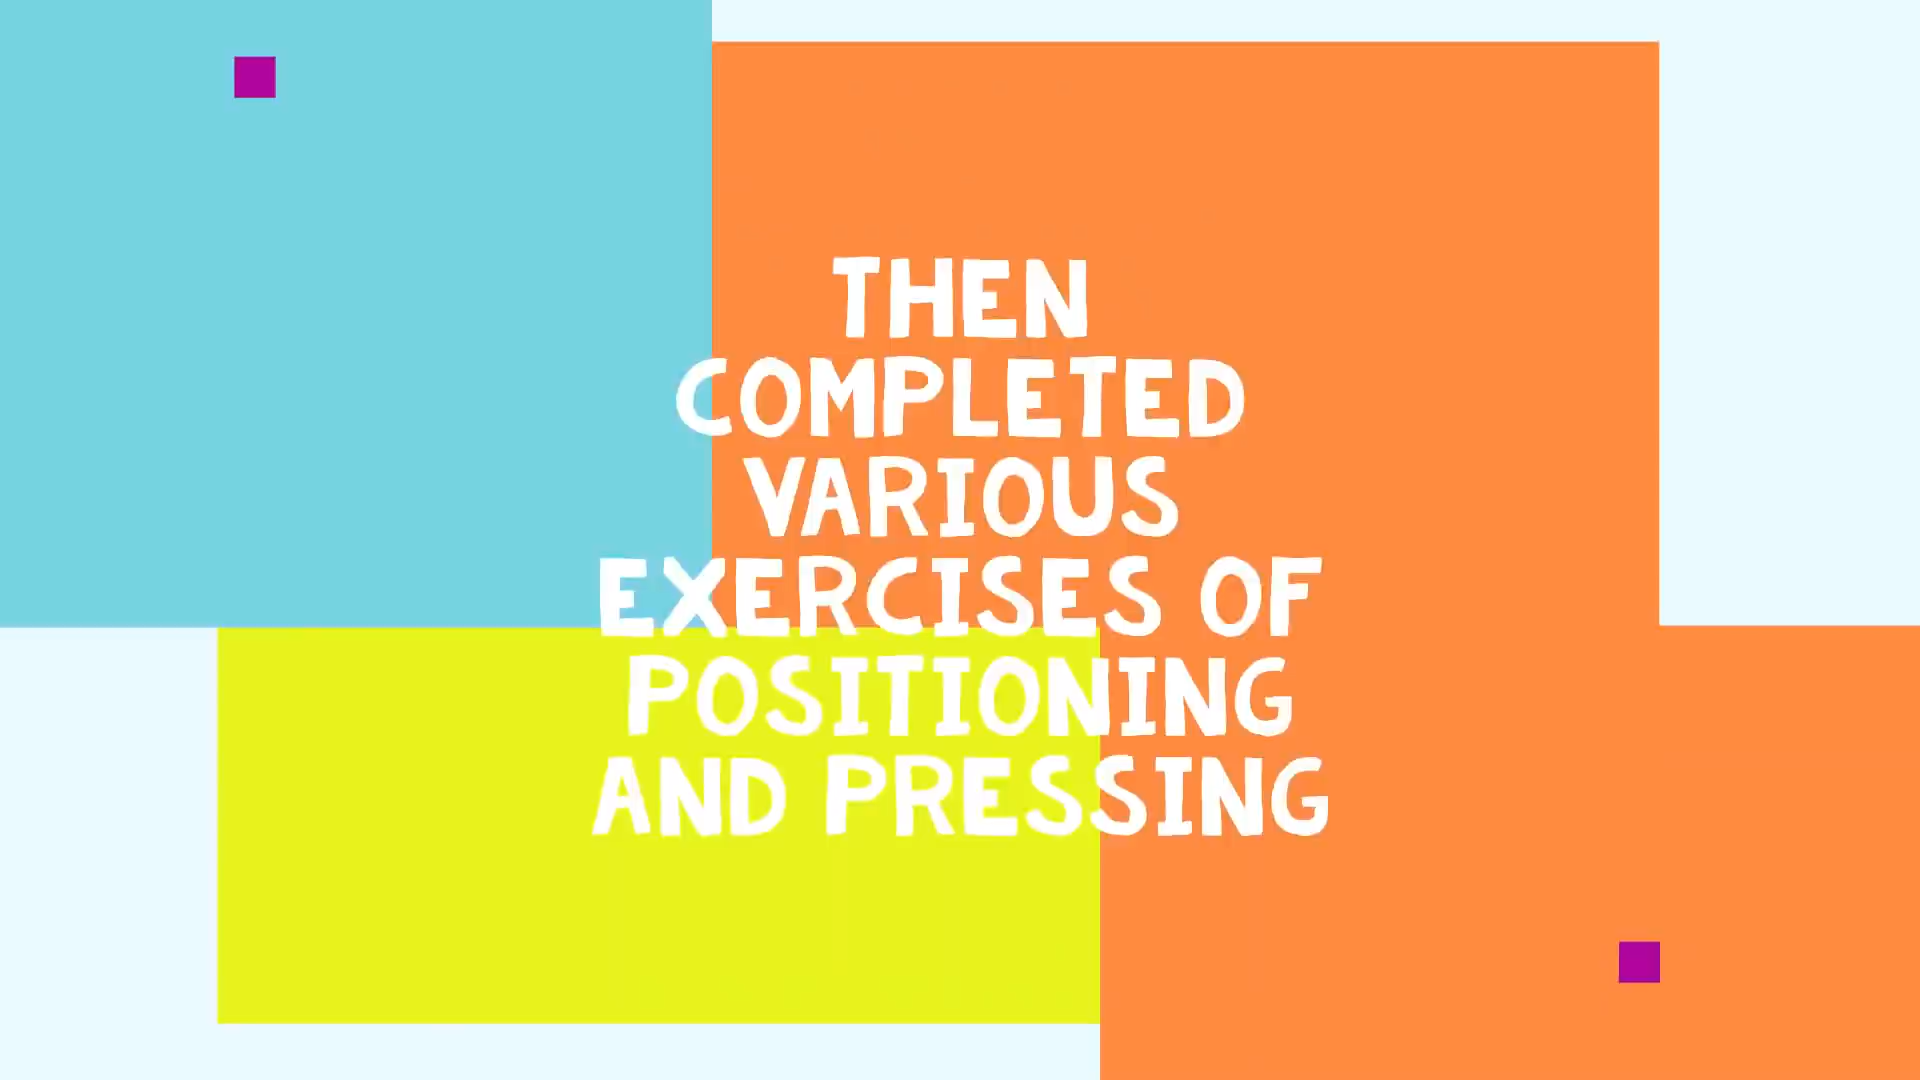 THEN
COMPLETED
VARIOUS
EXERCISES OF
POSITIONING
AND PRESSING